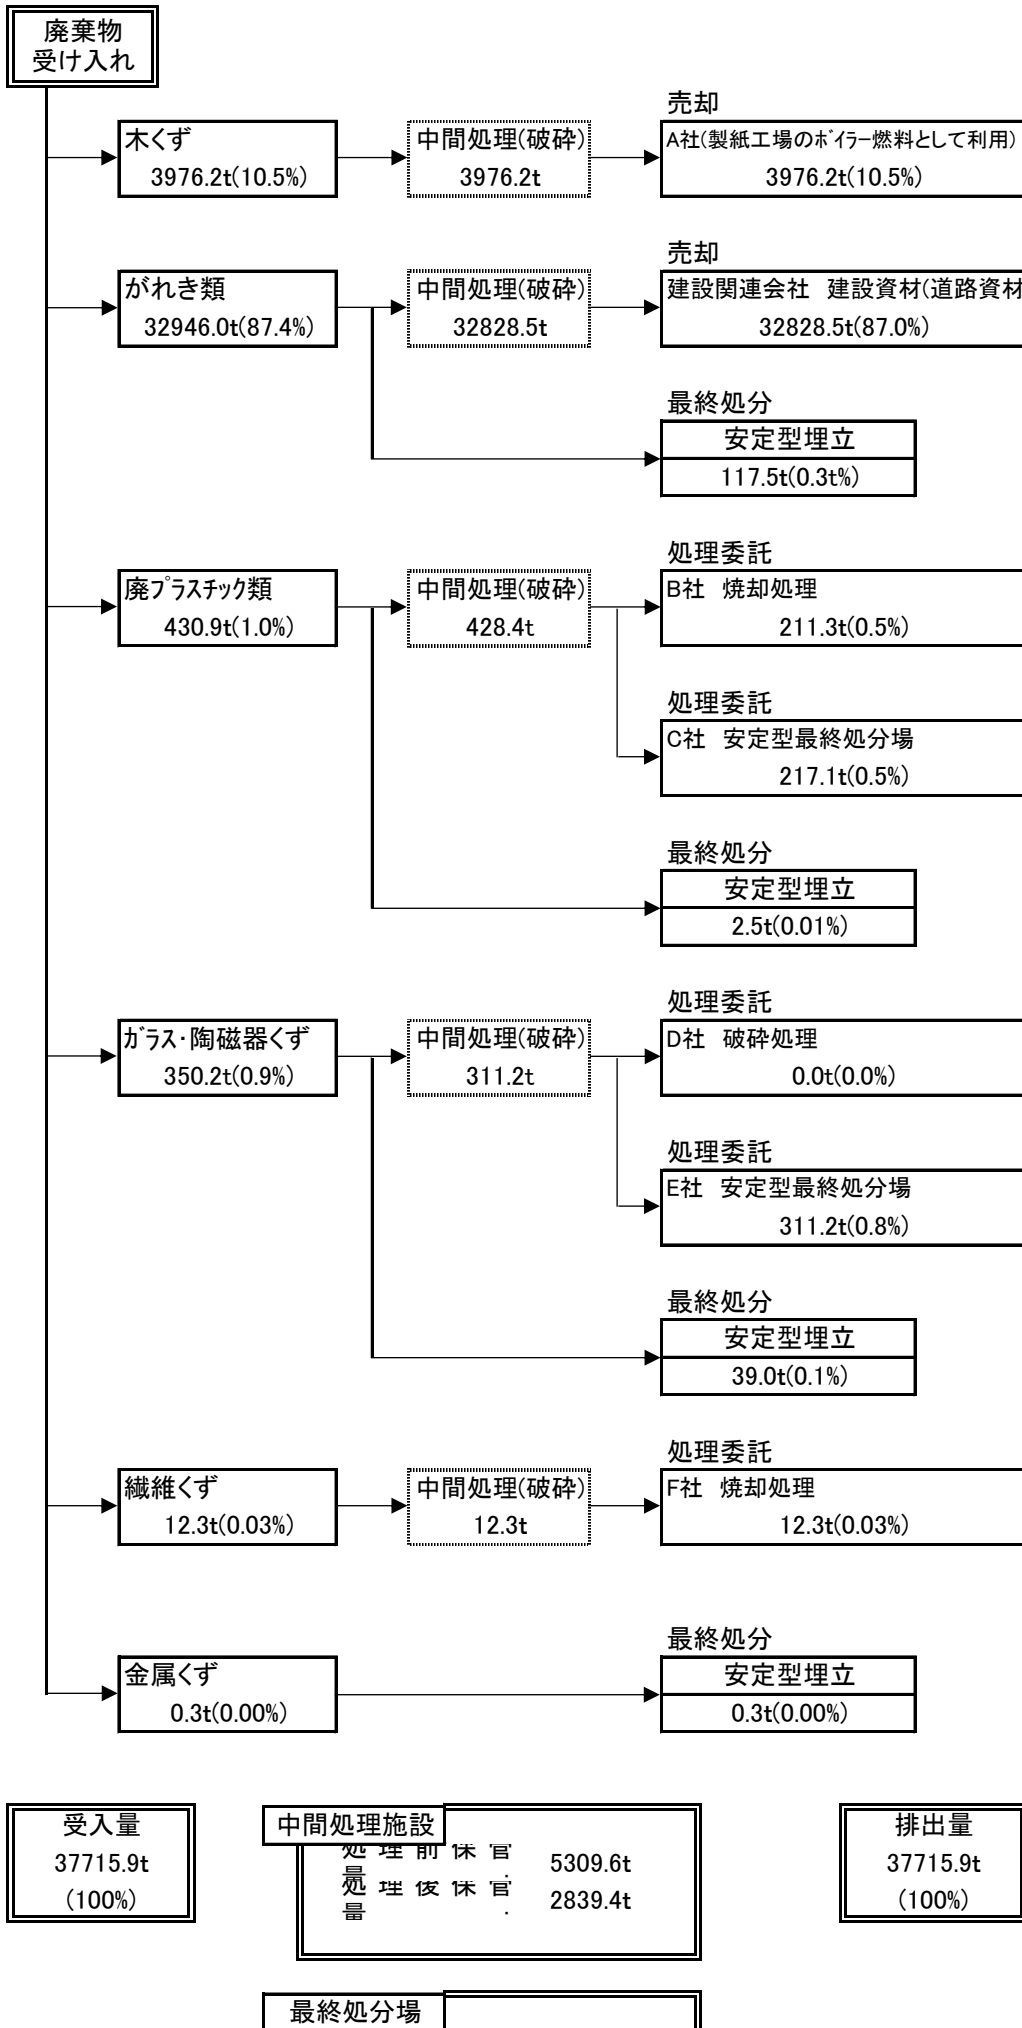 廃棄物
受け入れ
売却
木くず
3976.2t(10.5%)
中間処理(破砕)
3976.2t
A社(製紙工場のﾎﾞｲﾗｰ燃料として利用)
3976.2t(10.5%)
売却
がれき類
32946.0t(87.4%)
中間処理(破砕)
32828.5t
建設関連会社　建設資材(道路資材
32828.5t(87.0%)
最終処分
安定型埋立
117.5t(0.3t%)
処理委託
廃ﾌﾟﾗｽﾁｯｸ類
430.9t(1.0%)
中間処理(破砕)
428.4t
B社　焼却処理
211.3t(0.5%)
処理委託
C社　安定型最終処分場
217.1t(0.5%)
最終処分
安定型埋立
2.5t(0.01%)
処理委託
ｶﾞﾗｽ・陶磁器くず
350.2t(0.9%)
中間処理(破砕)
311.2t
D社　破砕処理
0.0t(0.0%)
処理委託
E社　安定型最終処分場
311.2t(0.8%)
最終処分
安定型埋立
39.0t(0.1%)
処理委託
繊維くず
12.3t(0.03%)
中間処理(破砕)
12.3t
F社　焼却処理
12.3t(0.03%)
最終処分
金属くず
0.3t(0.00%)
安定型埋立
0.3t(0.00%)
受入量
37715.9t
(100%)
中間処理施設
処理前保管量:
5309.6t
処理後保管量:
2839.4t
排出量
37715.9t
(100%)
最終処分場